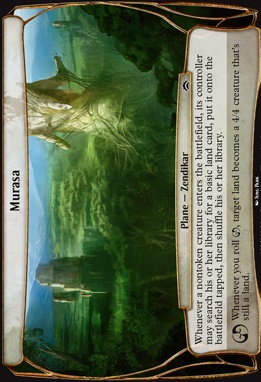 Murasa
Plane — Zendikar
Whenever a nontoken creature enters the battlefield, its controller
may search his or her library for a basic land card, put it onto the
battlefield tapped, then shuffle his or her library.
Whenever you roll , target land becomes a 4/4 creature that's
still a land.